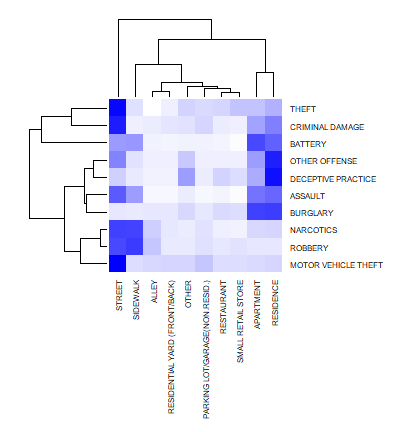 THEFT
CRIMINAL DAMAGE
BATTERY
OTHER OFFENSE
DECEPTIVE PRACTICE
ASSAULT
BURGLARY
NARCOTICS
ROBBERY
MOTOR VEHICLE THEFT
STREET
SIDEWALK
ALLEY
RESIDENTIAL YARD (FRONT/BACK)
OTHER
PARKING LOT/GARAGE(NON.RESID.)
RESTAURANT
SMALL RETAIL STORE
APARTMENT
RESIDENCE